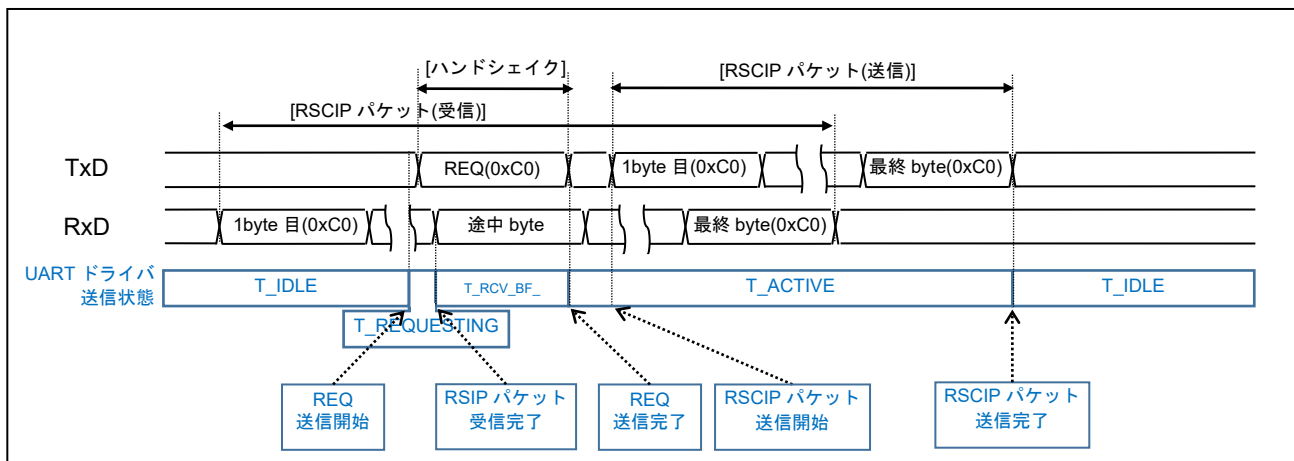 [ハンドシェイク]
[RSCIP パケット(送信)]
[RSCIP パケット(受信)]
TxD
REQ(0xC0)
1byte 目(0xC0)
最終 byte(0xC0)
RxD
1byte 目(0xC0)
途中 byte
最終 byte(0xC0)
UART ドライバ
送信状態
T_IDLE
T_RCV_BF_
T_ACTIVE
T_IDLE
T_REQUESTING
REQ
送信開始
RSIP パケット
受信完了
REQ
送信完了
RSCIP パケット
送信開始
RSCIP パケット
送信完了